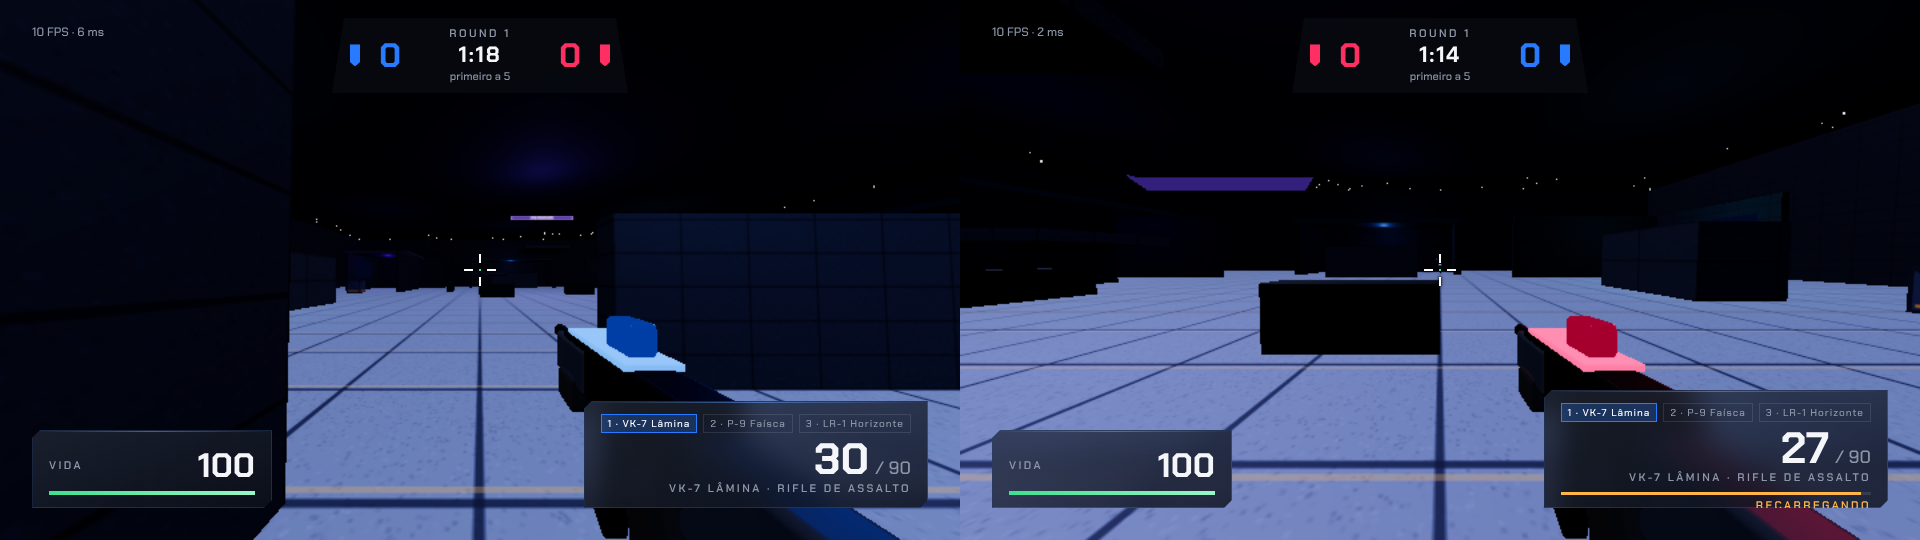 10 FPS · 6 ms
ROUND 1
0 1:18 0
primeiro a 5
VIDA 100
1 · VK-7 Lâmina 2 · P-9 Faísca 3 · LR-1 Horizonte
30 / 90
VK-7 LÂMINA · RIFLE DE ASSALTO
10 FPS · 2 ms
ROUND 1
0 1:14 0
primeiro a 5
VIDA 100
1 · VK-7 Lâmina 2 · P-9 Faísca 3 · LR-1 Horizonte
27 / 90
VK-7 LÂMINA · RIFLE DE ASSALTO
RECARREGANDO